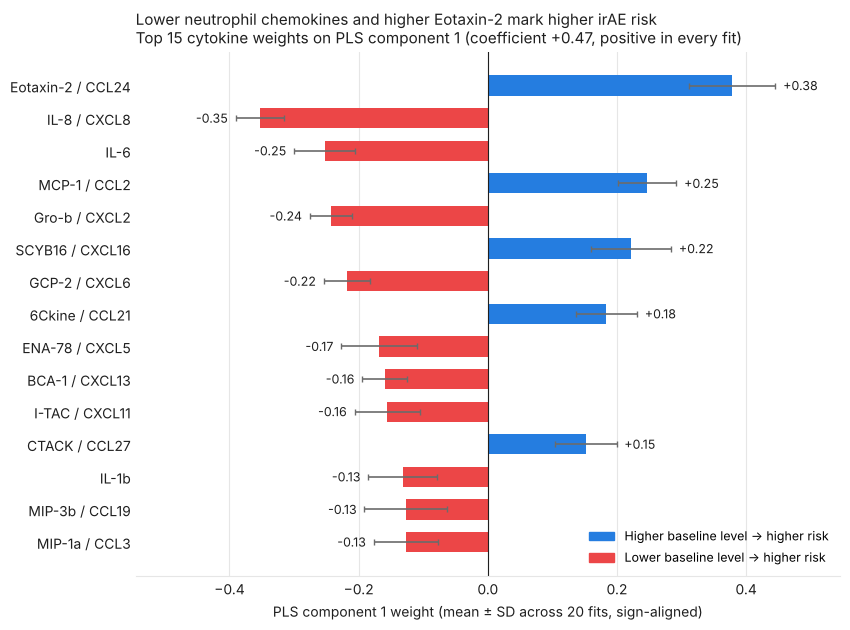 Lower neutrophil chemokines and higher Eotaxin-2 mark higher irAE risk
Top 15 cytokine weights on PLS component 1 (coefficient +0.47, positive in every fit)
Eotaxin-2 / CCL24 +0.38
IL-8 / CXCL8 -0.35
IL-6 -0.25
MCP-1 / CCL2 +0.25
Gro-b / CXCL2 -0.24
SCYB16 / CXCL16 +0.22
GCP-2 / CXCL6 -0.22
6Ckine / CCL21 +0.18
ENA-78 / CXCL5 -0.17
BCA-1 / CXCL13 -0.16
I-TAC / CXCL11 -0.16
CTACK / CCL27 +0.15
IL-1b -0.13
MIP-3b / CCL19 -0.13
MIP-1a / CCL3 -0.13
Higher baseline level → higher risk
Lower baseline level → higher risk
−0.4 −0.2 0.0 0.2 0.4
PLS component 1 weight (mean ± SD across 20 fits, sign-aligned)